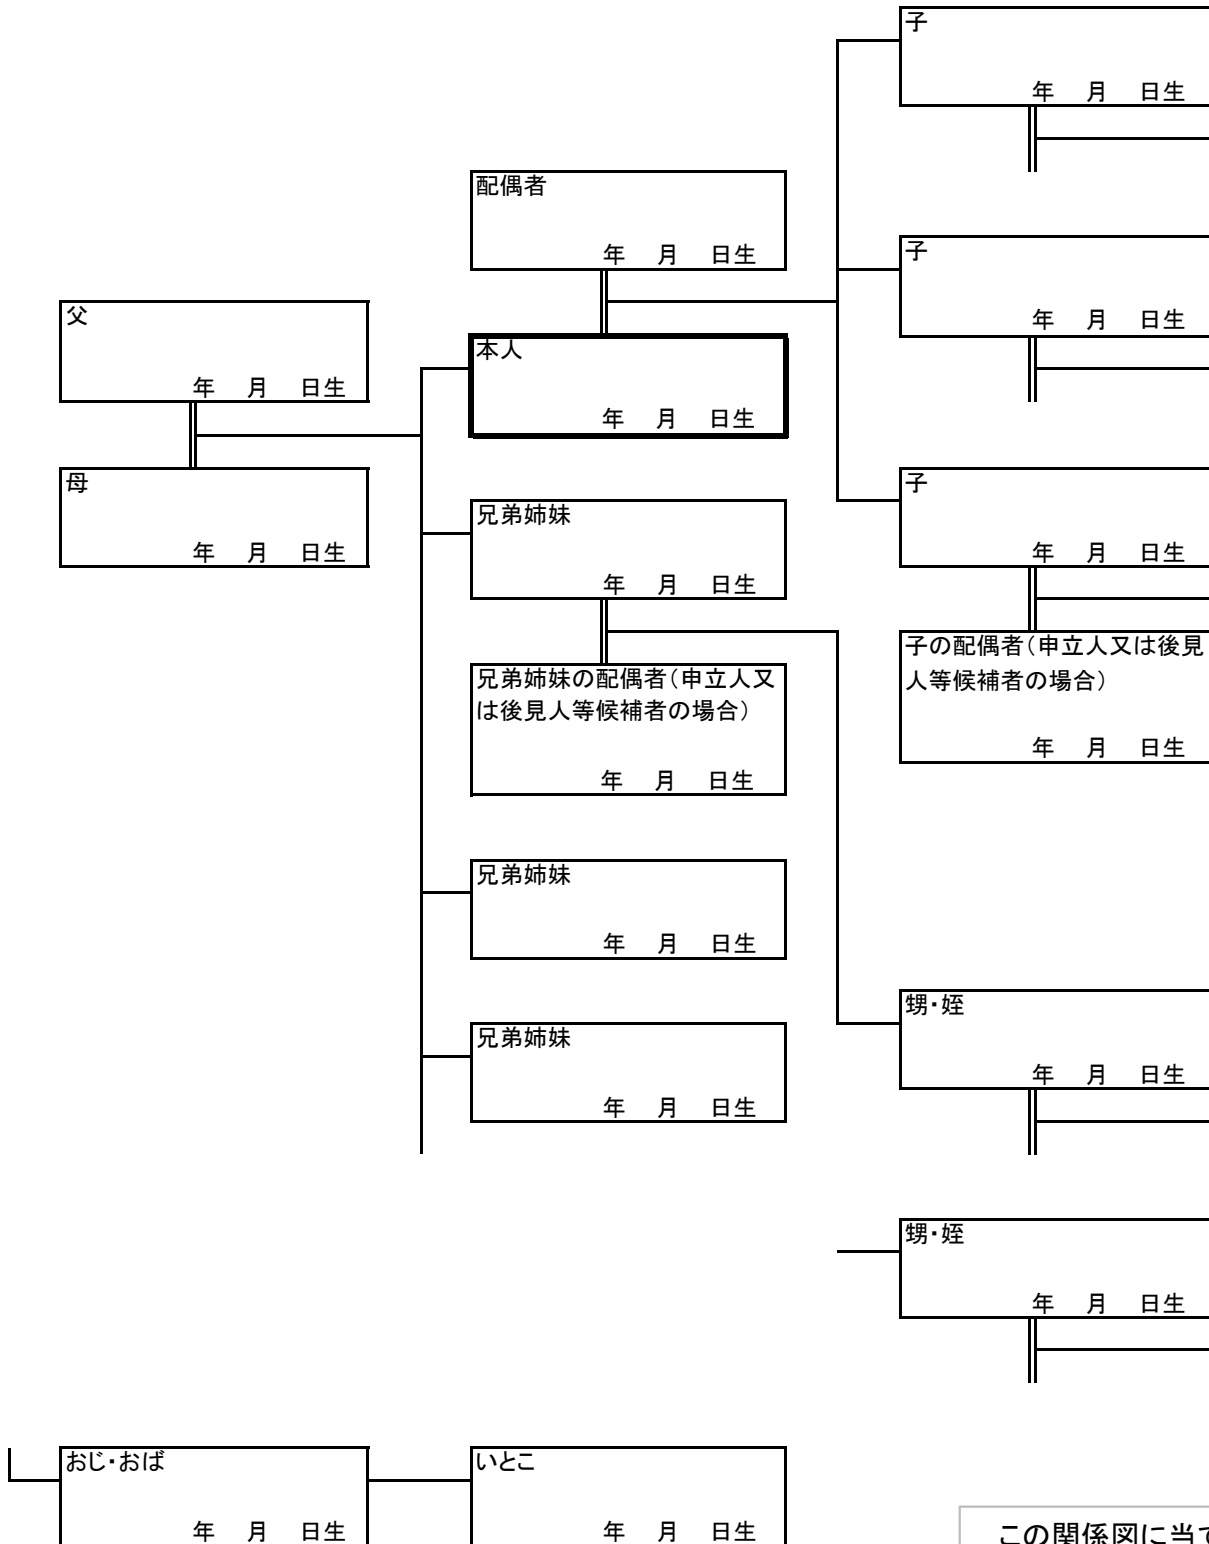 子
年　月　日生
配偶者
年　月　日生
子
年　月　日生
父
年　月　日生
本人
年　月　日生
母
年　月　日生
兄弟姉妹
年　月　日生
子
年　月　日生
兄弟姉妹の配偶者（申立人又
は後見人等候補者の場合）
年　月　日生
子の配偶者（申立人又は後見
人等候補者の場合）
年　月　日生
兄弟姉妹
年　月　日生
甥・姪
年　月　日生
兄弟姉妹
年　月　日生
甥・姪
年　月　日生
おじ・おば
年　月　日生
いとこ
年　月　日生
この関係図に当て